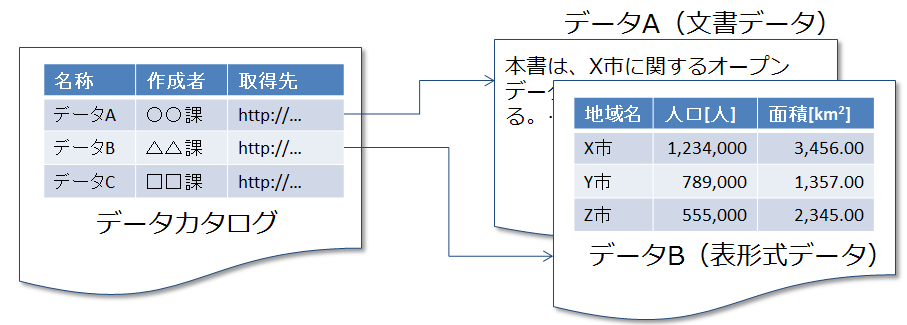 名称 作成者 取得先
データA ○○課 http://...
データB △△課 http://...
データC □□課 http://...
データカタログ
データA（文書データ）
本書は、X市に関するオープン
データ
る。
地域名 人口[人] 面積[km²]
X市 1,234,000 3,456.00
Y市 789,000 1,357.00
Z市 555,000 2,345.00
データB（表形式データ）